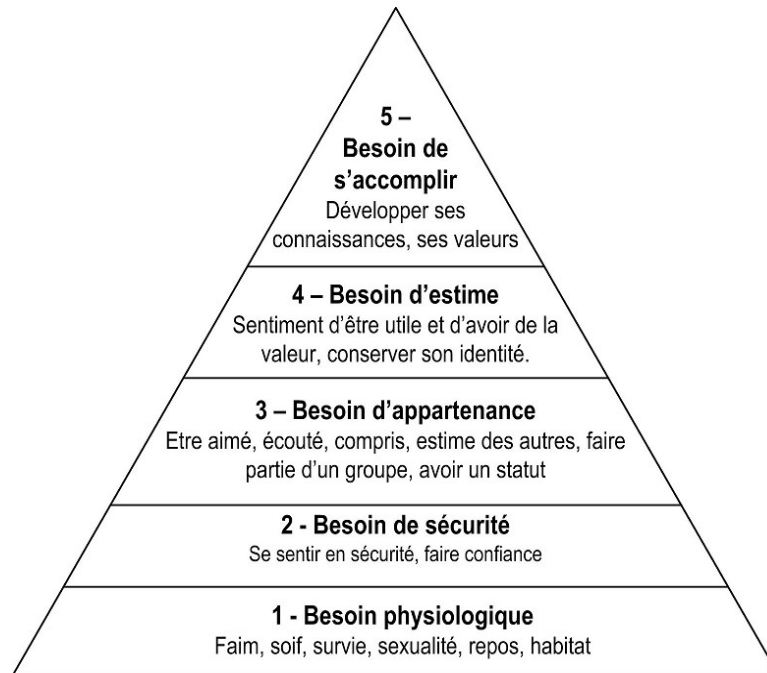 5 –
Besoin de
s’accomplir
Développer ses
connaissances, ses valeurs
4 – Besoin d’estime
Sentiment d’être utile et d’avoir de la
valeur, conserver son identité.
3 – Besoin d’appartenance
Etre aimé, écouté, compris, estime des autres, faire
partie d’un groupe, avoir un statut
2 - Besoin de sécurité
Se sentir en sécurité, faire confiance
1 - Besoin physiologique
Faim, soif, survie, sexualité, repos, habitat